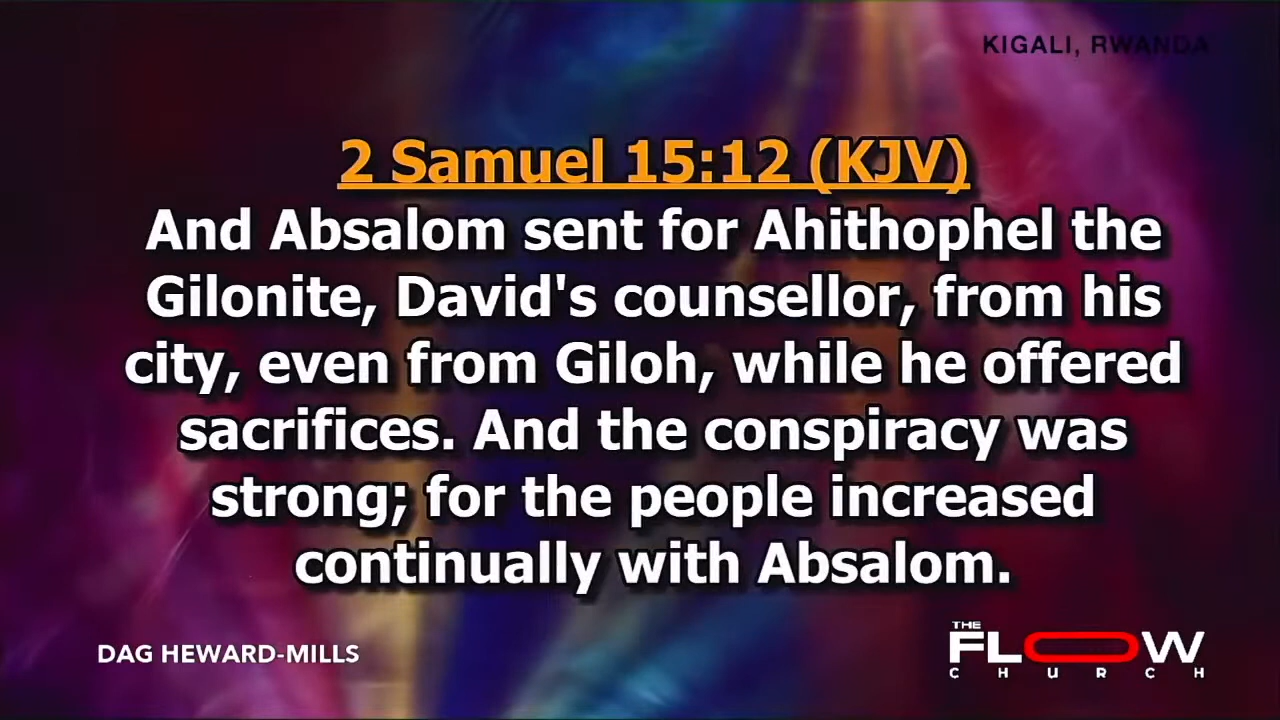 KIGALI, RWANDA
2 Samuel 15:12 (KJV)
And Absalom sent for Ahithophel the
Gilonite, David's counsellor, from his
city, even from Giloh, while he offered
sacrifices. And the conspiracy was
strong; for the people increased
continually with Absalom.
DAG HEWARD-MILLS
THE
FLOW
CHURCH